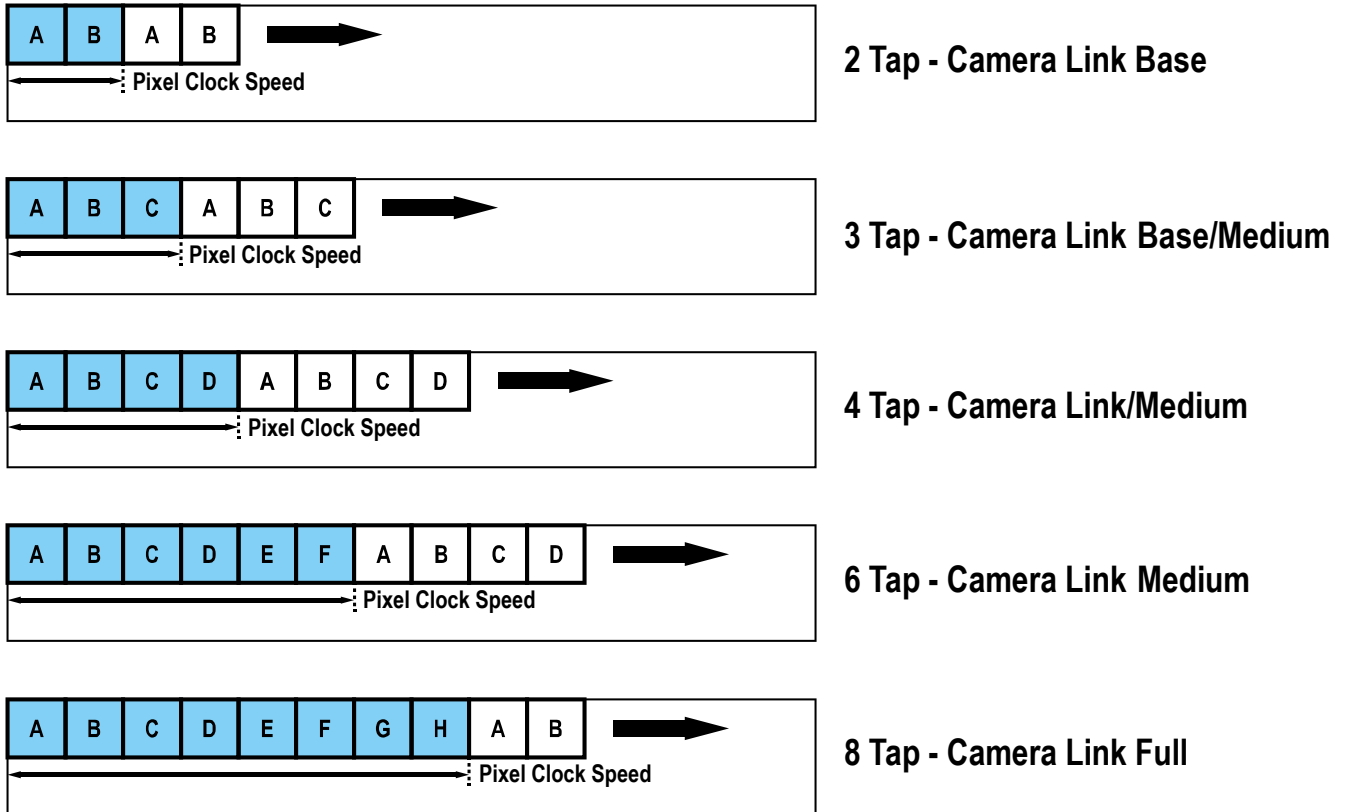 A B A B
Pixel Clock Speed
2 Tap - Camera Link Base
A B C A B C
Pixel Clock Speed
3 Tap - Camera Link Base/Medium
A B C D A B C D
Pixel Clock Speed
4 Tap - Camera Link/Medium
A B C D E F A B C D
Pixel Clock Speed
6 Tap - Camera Link Medium
A B C D E F G H A B
Pixel Clock Speed
8 Tap - Camera Link Full